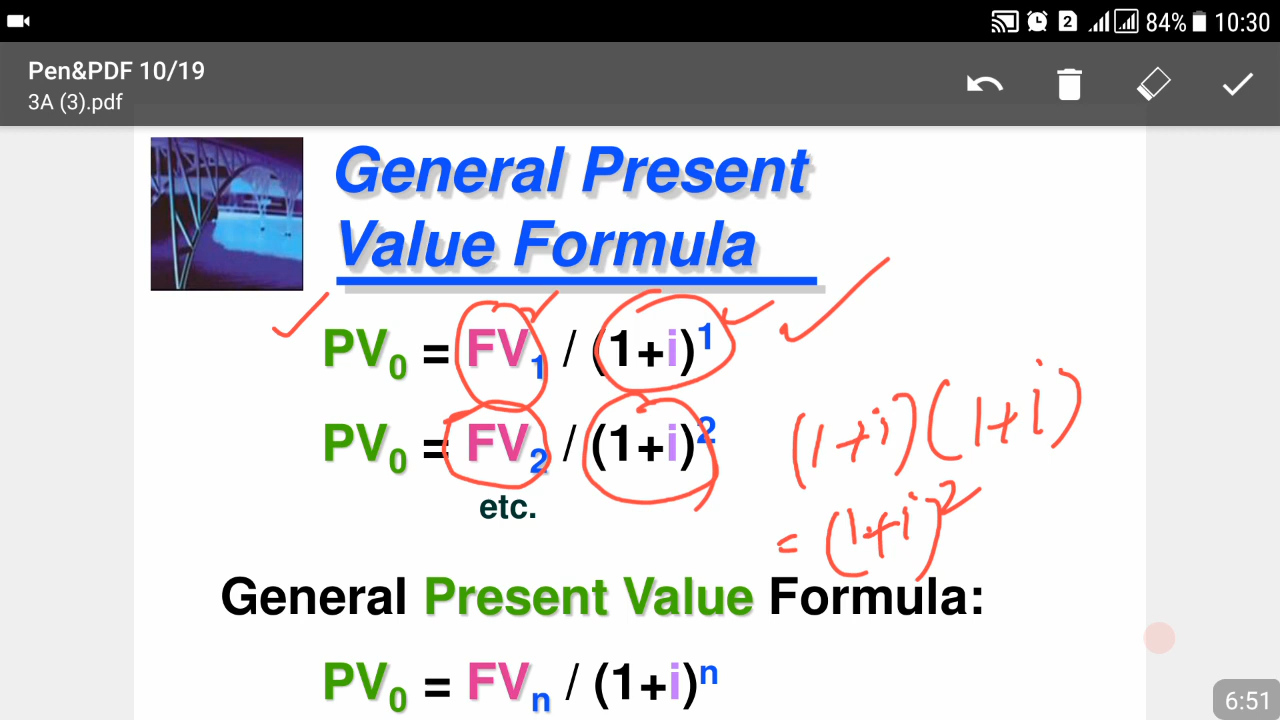 2 84% 10:30
Pen&PDF 10/19
3A (3).pdf
General Present
Value Formula
PV₀ = FV₁ / (1+i)¹
PV₀ = FV₂ / (1+i)²
(1+i)(1+i)
etc.
= (1+i)²
General Present Value Formula:
PV₀ = FVₙ / (1+i)ⁿ
6:51